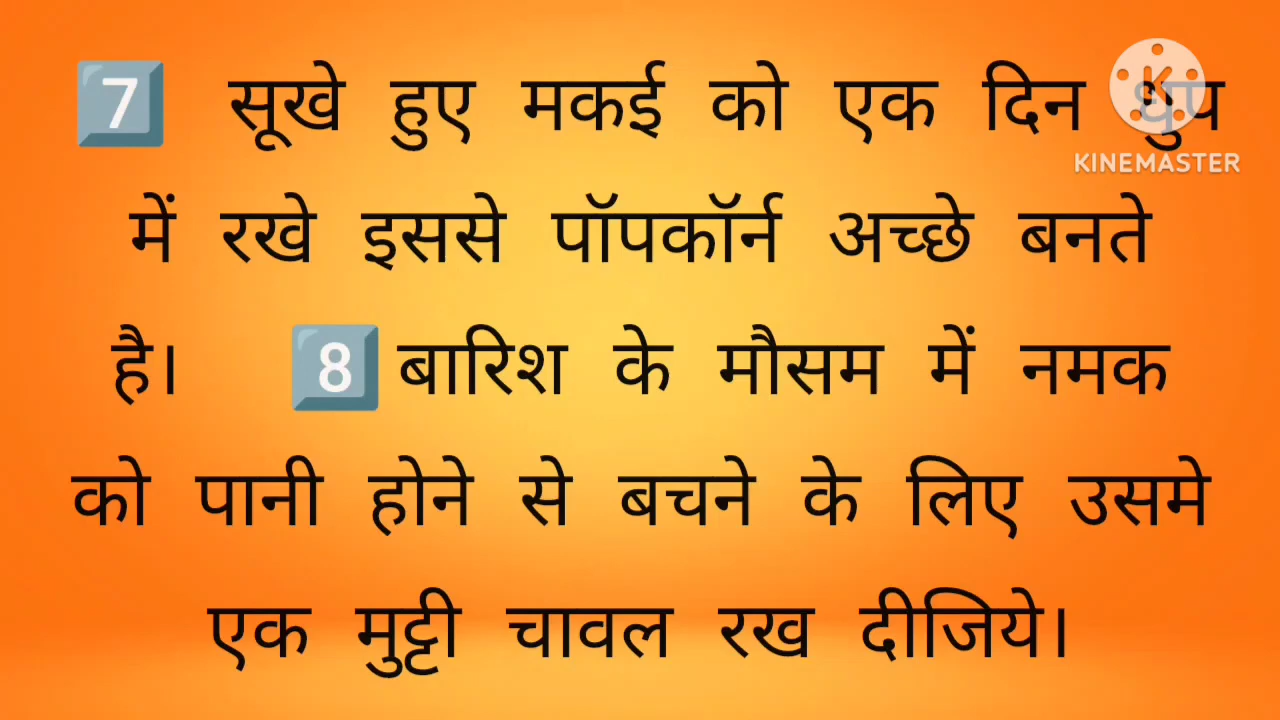 7 सूखे हुए मकई को एक दिन धुप
में रखे इससे पॉपकॉर्न अच्छे बनते
है। 8 बारिश के मौसम में नमक
को पानी होने से बचने के लिए उसमे
एक मुट्टी चावल रख दीजिये।
KINEMASTER